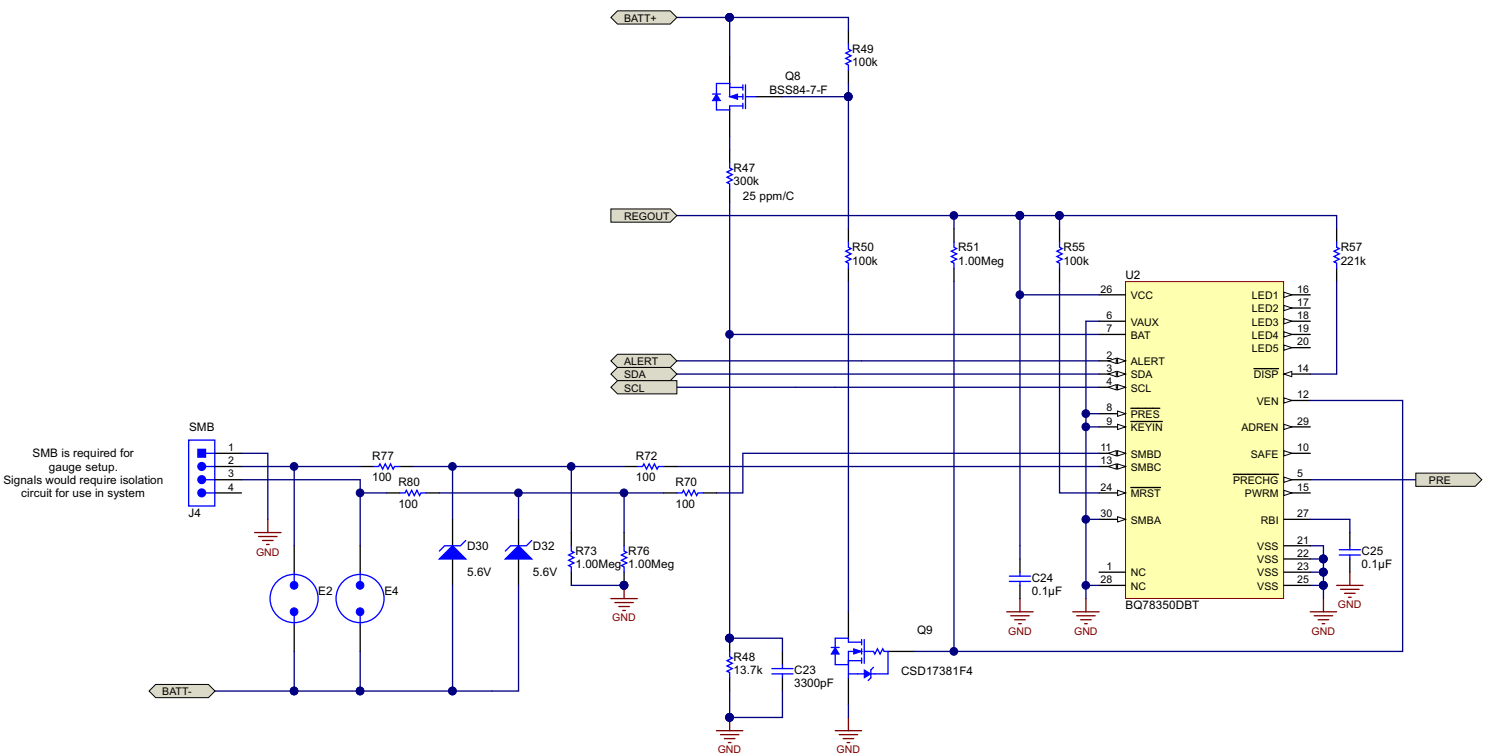 BATT+
R49
100k
Q8
BSS84-7-F
R47
300k
25 ppm/C
REGOUT
R50
100k
R51
1.00Meg
R55
100k
R57
221k
U2
26
VCC
6
VAUX
7
BAT
ALERT
2
ALERT
SDA
3
SDA
SCL
4
SCL
8
PRES
9
KEYIN
11
SMBD
13
SMBC
24
MRST
30
SMBA
1
NC
28
NC
LED1
16
LED2
17
LED3
18
LED4
19
LED5
20
DISP
14
VEN
12
ADREN
29
SAFE
10
PRECHG
5
PRE
PWRM
15
RBI
27
VSS
21
VSS
22
VSS
23
VSS
25
BQ78350DBT
SMB is required for
gauge setup.
Signals would require isolation
circuit for use in system
SMB
1
2
3
4
J4
GND
R77
100
R80
100
R72
100
R70
100
D30
5.6V
D32
5.6V
R73
1.00Meg
R76
1.00Meg
GND
E2
E4
C24
0.1µF
GND
GND
C25
0.1µF
GND
GND
Q9
CSD17381F4
R48
13.7k
C23
3300pF
BATT-
GND
GND